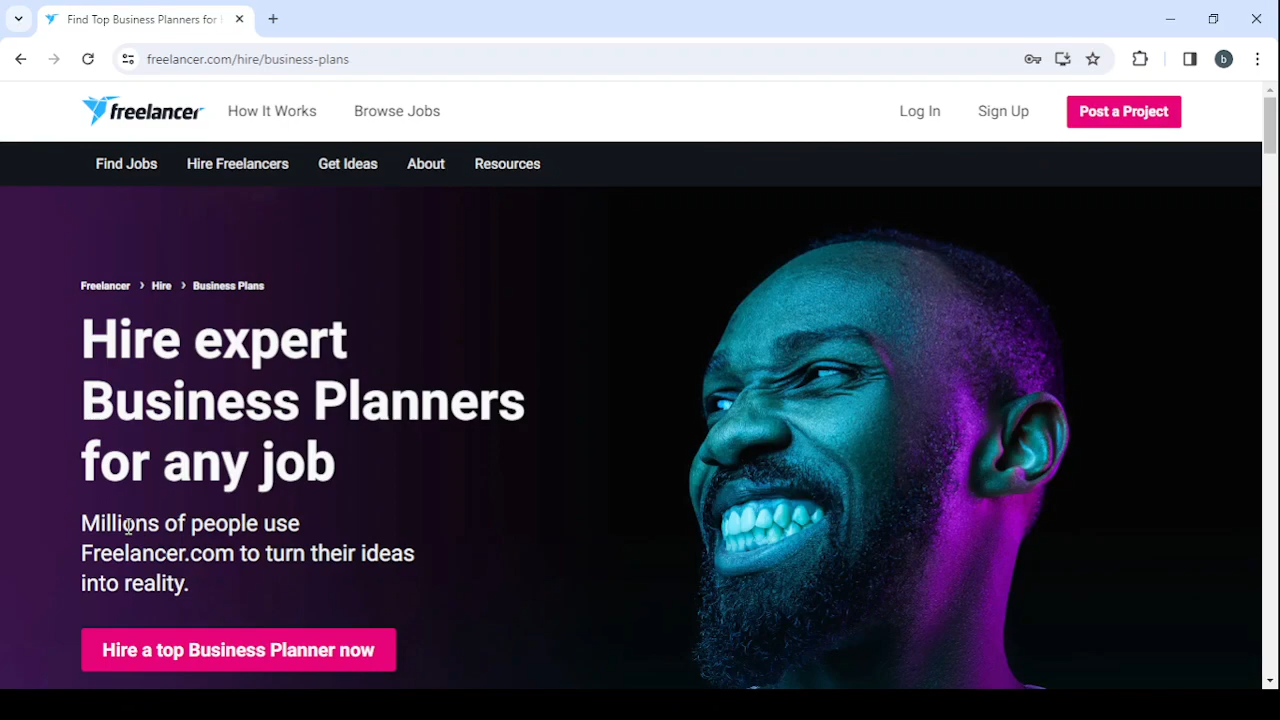 Find Top Business Planners for
freelancer.com/hire/business-plans
b
freelancer
How It Works
Browse Jobs
Log In
Sign Up
Post a Project
Find Jobs
Hire Freelancers
Get Ideas
About
Resources
Freelancer > Hire > Business Plans
Hire expert
Business Planners
for any job
Millions of people use
Freelancer.com to turn their ideas
into reality.
Hire a top Business Planner now